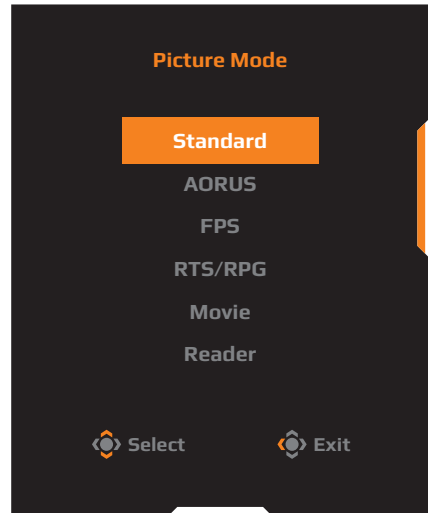 Picture Mode
Standard
AORUS
FPS
RTS/RPG
Movie
Reader
Select Exit